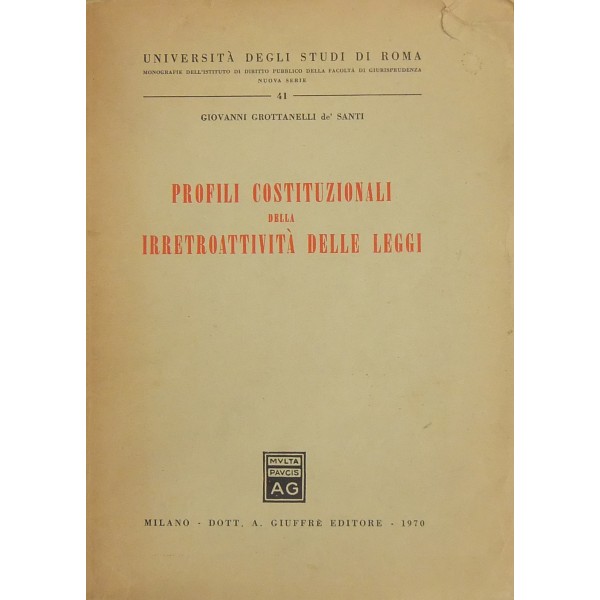 UNIVERSITÀ DEGLI STUDI DI ROMA
MONOGRAFIE DELL'ISTITUTO DI DIRITTO PUBBLICO DELLA FACOLTÀ DI GIURISPRUDENZA
NUOVA SERIE
41
GIOVANNI GROTTANELLI de' SANTI
PROFILI COSTITUZIONALI
DELLA
IRRETROATTIVITÀ DELLE LEGGI
MVLTA
PAVCIS
AG
MILANO - DOTT. A. GIUFFRÈ EDITORE - 1970